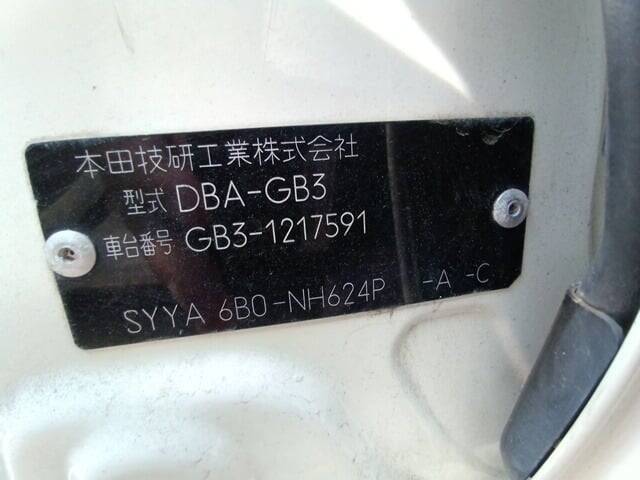 本田技研工業株式会社
型式 DBA-GB3
車台番号 GB3-1217591
SYYA 6B0-NH624P -A -C